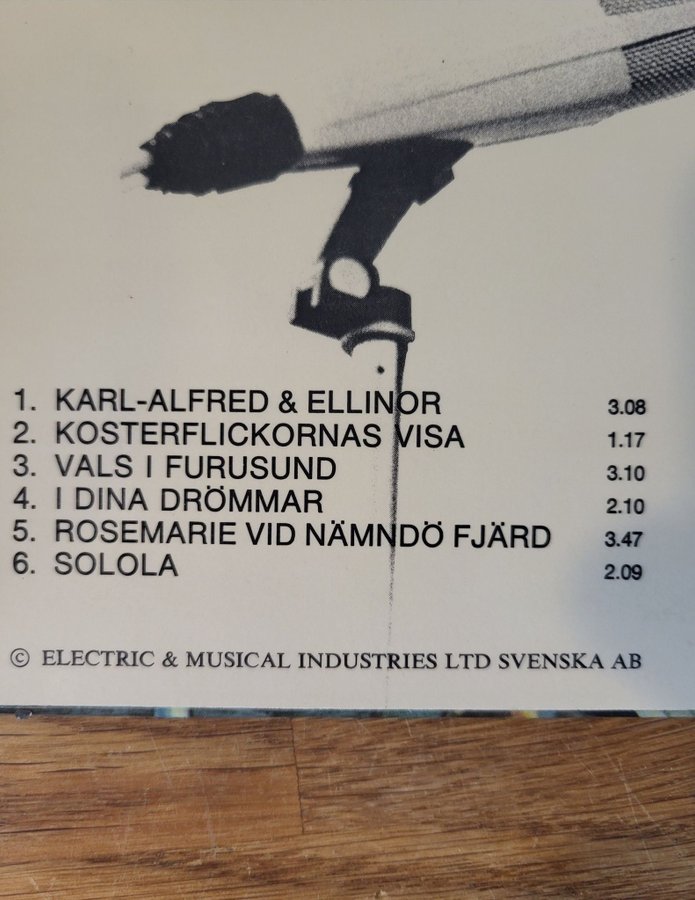 1. KARL-ALFRED & ELLINOR 3.08
2. KOSTERFLICKORNAS VISA 1.17
3. VALS I FURUSUND 3.10
4. I DINA DRÖMMAR 2.10
5. ROSEMARIE VID NÄMNDÖ FJÄRD 3.47
6. SOLOLA 2.09
© ELECTRIC & MUSICAL INDUSTRIES LTD SVENSKA AB